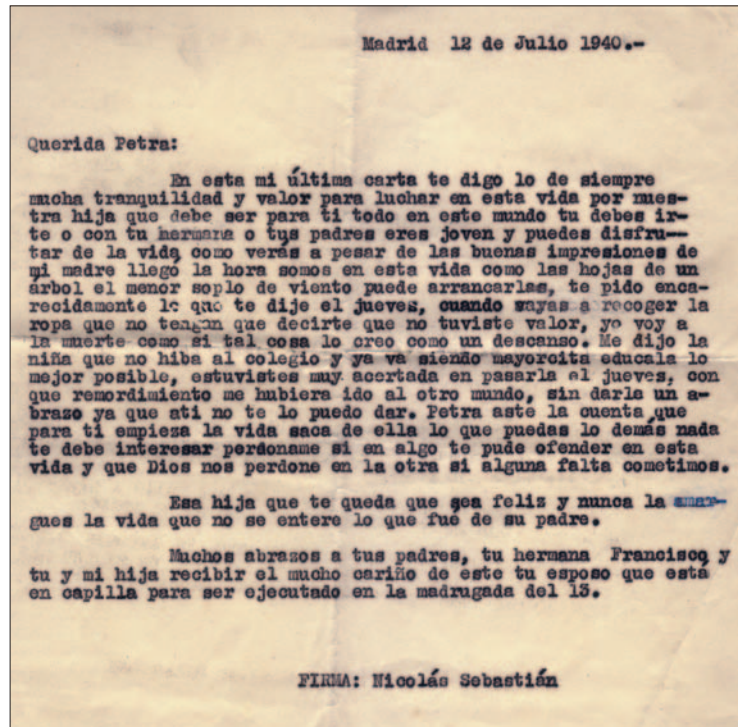 Madrid 12 de Julio 1940.-
Querida Petra:
En esta mi última carta te digo lo de siempre
mucha tranquilidad y valor para luchar en esta vida por nues-
tra hija que debe ser para ti todo en este mundo tu debes ir-
te o con tu hermana o tus padres eres joven y puedes disfru-
tar de la vida como verás a pesar de las buenas impresiones de
mi madre llegó la hora somos en esta vida como las hojas de un
árbol el menor soplo de viento puede arrancarlas, te pido enca-
recidamente lo que te dije el jueves, cuando vayas a recoger la
ropa que no tengan que decirte que no tuviste valor, yo voy a
la muerte como si tal cosa lo creo como un descanso. Me dijo la
niña que no hiba al colegio y ya va siendo mayorcita educala lo
mejor posible, estuvistes muy acertada en pasarla el jueves, con
que remordimiento me hubiera ido al otro mundo, sin darla un a-
brazo ya que ati no te lo puedo dar. Petra aste la cuenta que
para ti empieza la vida saca de ella lo que puedas lo demás nada
te debe interesar perdoname si en algo te pude ofender en esta
vida y que Dios nos perdone en la otra si alguna falta cometimos.
Esa hija que te queda que sea feliz y nunca la amar-
gues la vida que no se entere lo que fué de su padre.
Muchos abrazos a tus padres, tu hermana Francisco y
tu y mi hija recibir el mucho cariño de este tu esposo que está
en capilla para ser ejecutado en la madrugada del 13.
FIRMA: Nicolás Sebastián